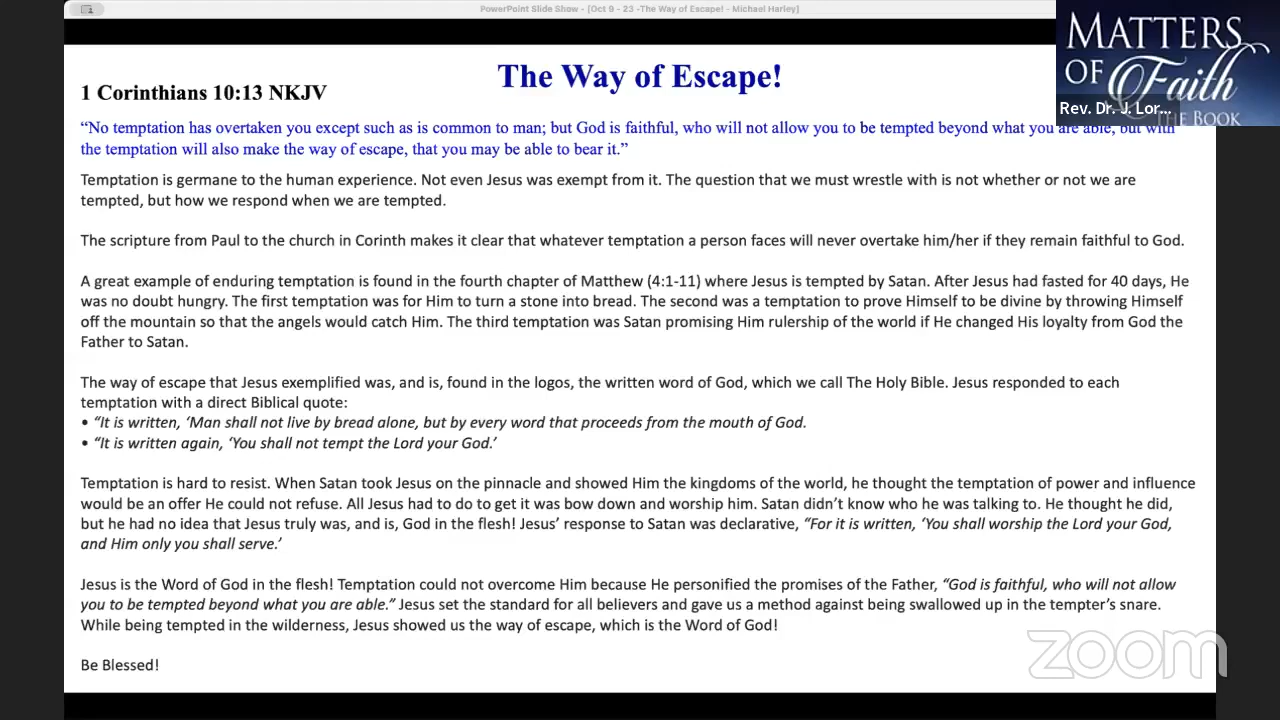 PowerPoint Slide Show - [Oct 9 - 23 -The Way of Escape! - Michael Harley]
MATTERS
OF Faith
Rev. Dr. J. Lor...
THE BOOK
The Way of Escape!
1 Corinthians 10:13 NKJV
“No temptation has overtaken you except such as is common to man; but God is faithful, who will not allow you to be tempted beyond what you are able, but with
the temptation will also make the way of escape, that you may be able to bear it.”
Temptation is germane to the human experience. Not even Jesus was exempt from it. The question that we must wrestle with is not whether or not we are
tempted, but how we respond when we are tempted.
The scripture from Paul to the church in Corinth makes it clear that whatever temptation a person faces will never overtake him/her if they remain faithful to God.
A great example of enduring temptation is found in the fourth chapter of Matthew (4:1-11) where Jesus is tempted by Satan. After Jesus had fasted for 40 days, He
was no doubt hungry. The first temptation was for Him to turn a stone into bread. The second was a temptation to prove Himself to be divine by throwing Himself
off the mountain so that the angels would catch Him. The third temptation was Satan promising Him rulership of the world if He changed His loyalty from God the
Father to Satan.
The way of escape that Jesus exemplified was, and is, found in the logos, the written word of God, which we call The Holy Bible. Jesus responded to each
temptation with a direct Biblical quote:
• “It is written, ‘Man shall not live by bread alone, but by every word that proceeds from the mouth of God.
• “It is written again, ‘You shall not tempt the Lord your God.’
Temptation is hard to resist. When Satan took Jesus on the pinnacle and showed Him the kingdoms of the world, he thought the temptation of power and influence
would be an offer He could not refuse. All Jesus had to do to get it was bow down and worship him. Satan didn’t know who he was talking to. He thought he did,
but he had no idea that Jesus truly was, and is, God in the flesh! Jesus’ response to Satan was declarative, “For it is written, ‘You shall worship the Lord your God,
and Him only you shall serve.’
Jesus is the Word of God in the flesh! Temptation could not overcome Him because He personified the promises of the Father, “God is faithful, who will not allow
you to be tempted beyond what you are able.” Jesus set the standard for all believers and gave us a method against being swallowed up in the tempter’s snare.
While being tempted in the wilderness, Jesus showed us the way of escape, which is the Word of God!
Be Blessed!
zoom